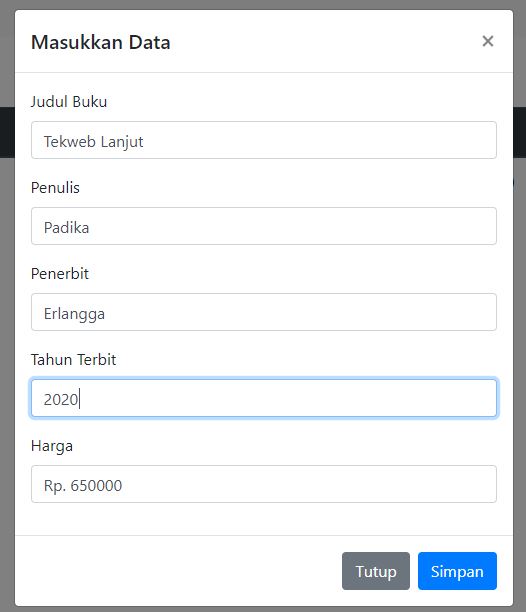 Masukkan Data
×
Judul Buku
Tekweb Lanjut
Penulis
Padika
Penerbit
Erlangga
Tahun Terbit
2020
Harga
Rp. 650000
Tutup Simpan